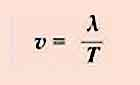 v = λ/T